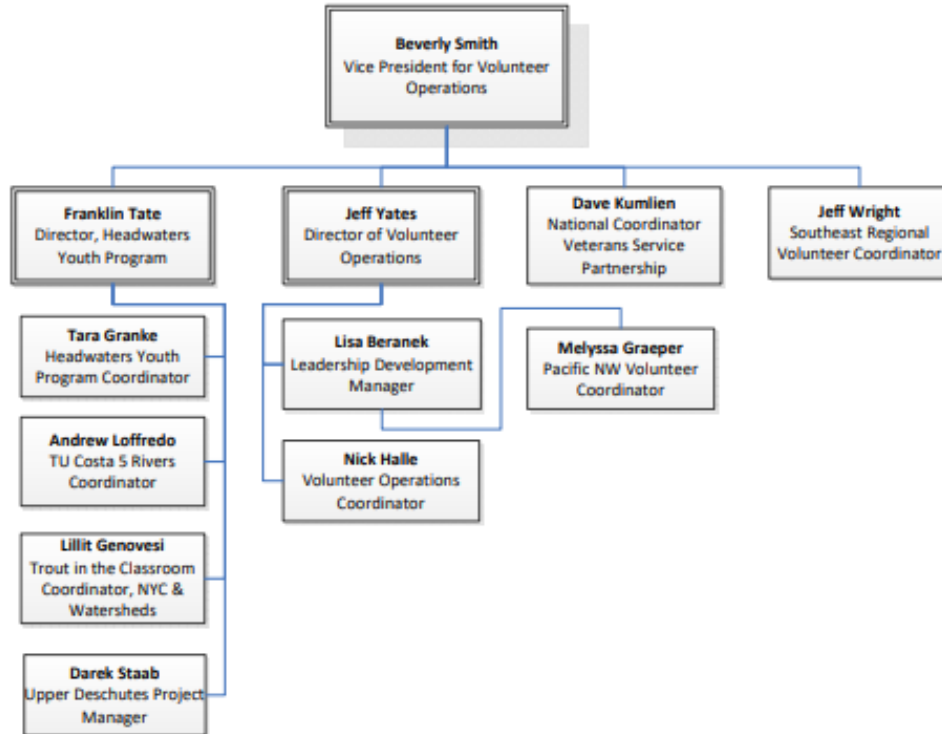 Beverly Smith
Vice President for Volunteer
Operations
Franklin Tate
Director, Headwaters
Youth Program
Jeff Yates
Director of Volunteer
Operations
Dave Kumlien
National Coordinator
Veterans Service
Partnership
Jeff Wright
Southeast Regional
Volunteer Coordinator
Tara Granke
Headwaters Youth
Program Coordinator
Lisa Beranek
Leadership Development
Manager
Melyssa Graeper
Pacific NW Volunteer
Coordinator
Andrew Loffredo
TU Costa 5 Rivers
Coordinator
Nick Halle
Volunteer Operations
Coordinator
Lillit Genovesi
Trout in the Classroom
Coordinator, NYC &
Watersheds
Darek Staab
Upper Deschutes Project
Manager